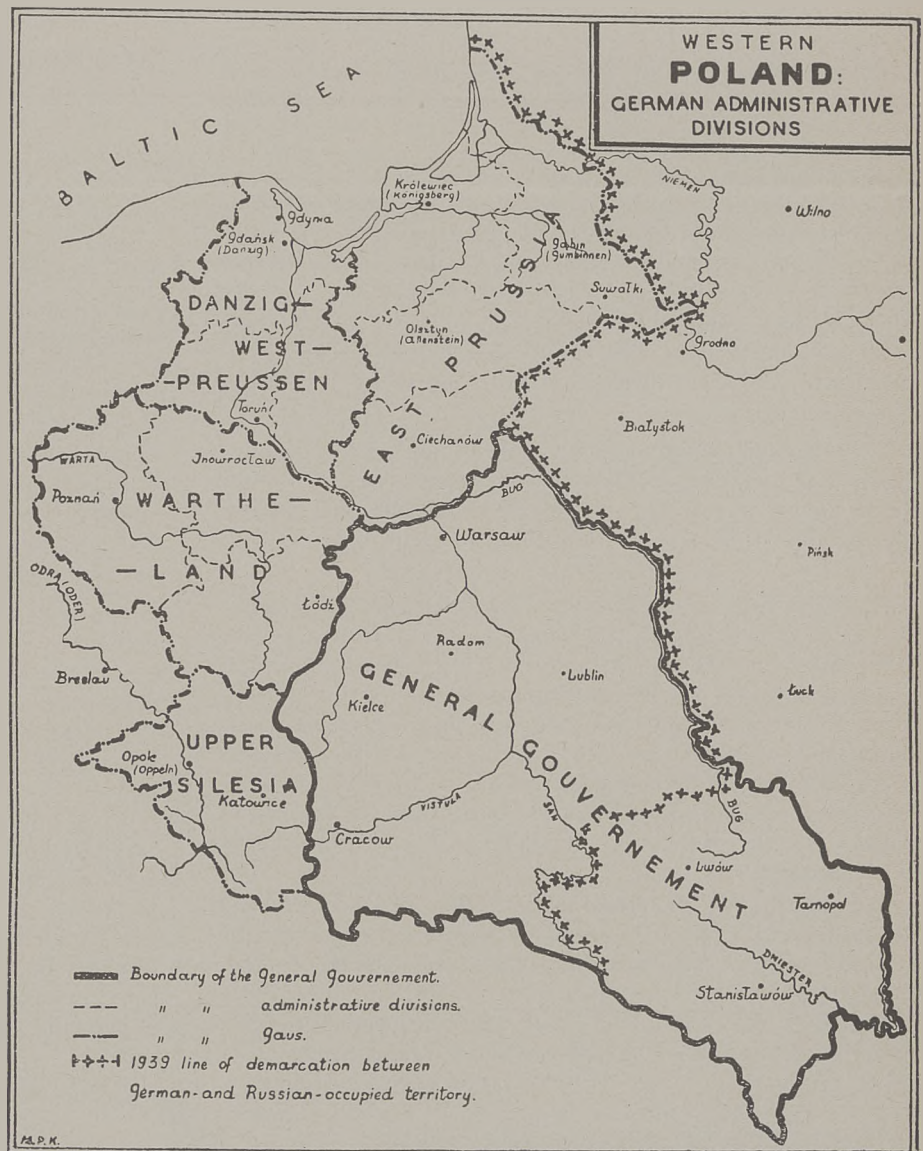 WESTERN
POLAND:
GERMAN ADMINISTRATIVE
DIVISIONS
BALTIC SEA
NIEMEN
Wilno
Królewiec
(Königsberg)
Gdynia
Gdańsk
(Danzig)
Gąbin
(Gumbinnen)
Suwałki
DANZIG—
Olsztyn
(Allenstein)
Grodno
WEST—
—PREUSSEN
EAST PRUSSIA
Toruń
Ciechanów
Białystok
Inowrocław
WARTA
Poznań
WARTHE—
BUG
Warsaw
Pińsk
—LAND
ODRA (ODER)
Łódź
Radom
Breslau
Lublin
Łuck
Kielce
GENERAL GOUVERNEMENT
UPPER
Opole
(Oppeln)
SILESIA
Katowice
VISTULA
SAN
BUG
Cracow
Lwów
Tarnopol
DNIESTER
Stanisławów
Boundary of the General Gouvernement.
" " administrative divisions.
" " Gaus.
1939 line of demarcation between
German-and Russian-occupied territory.